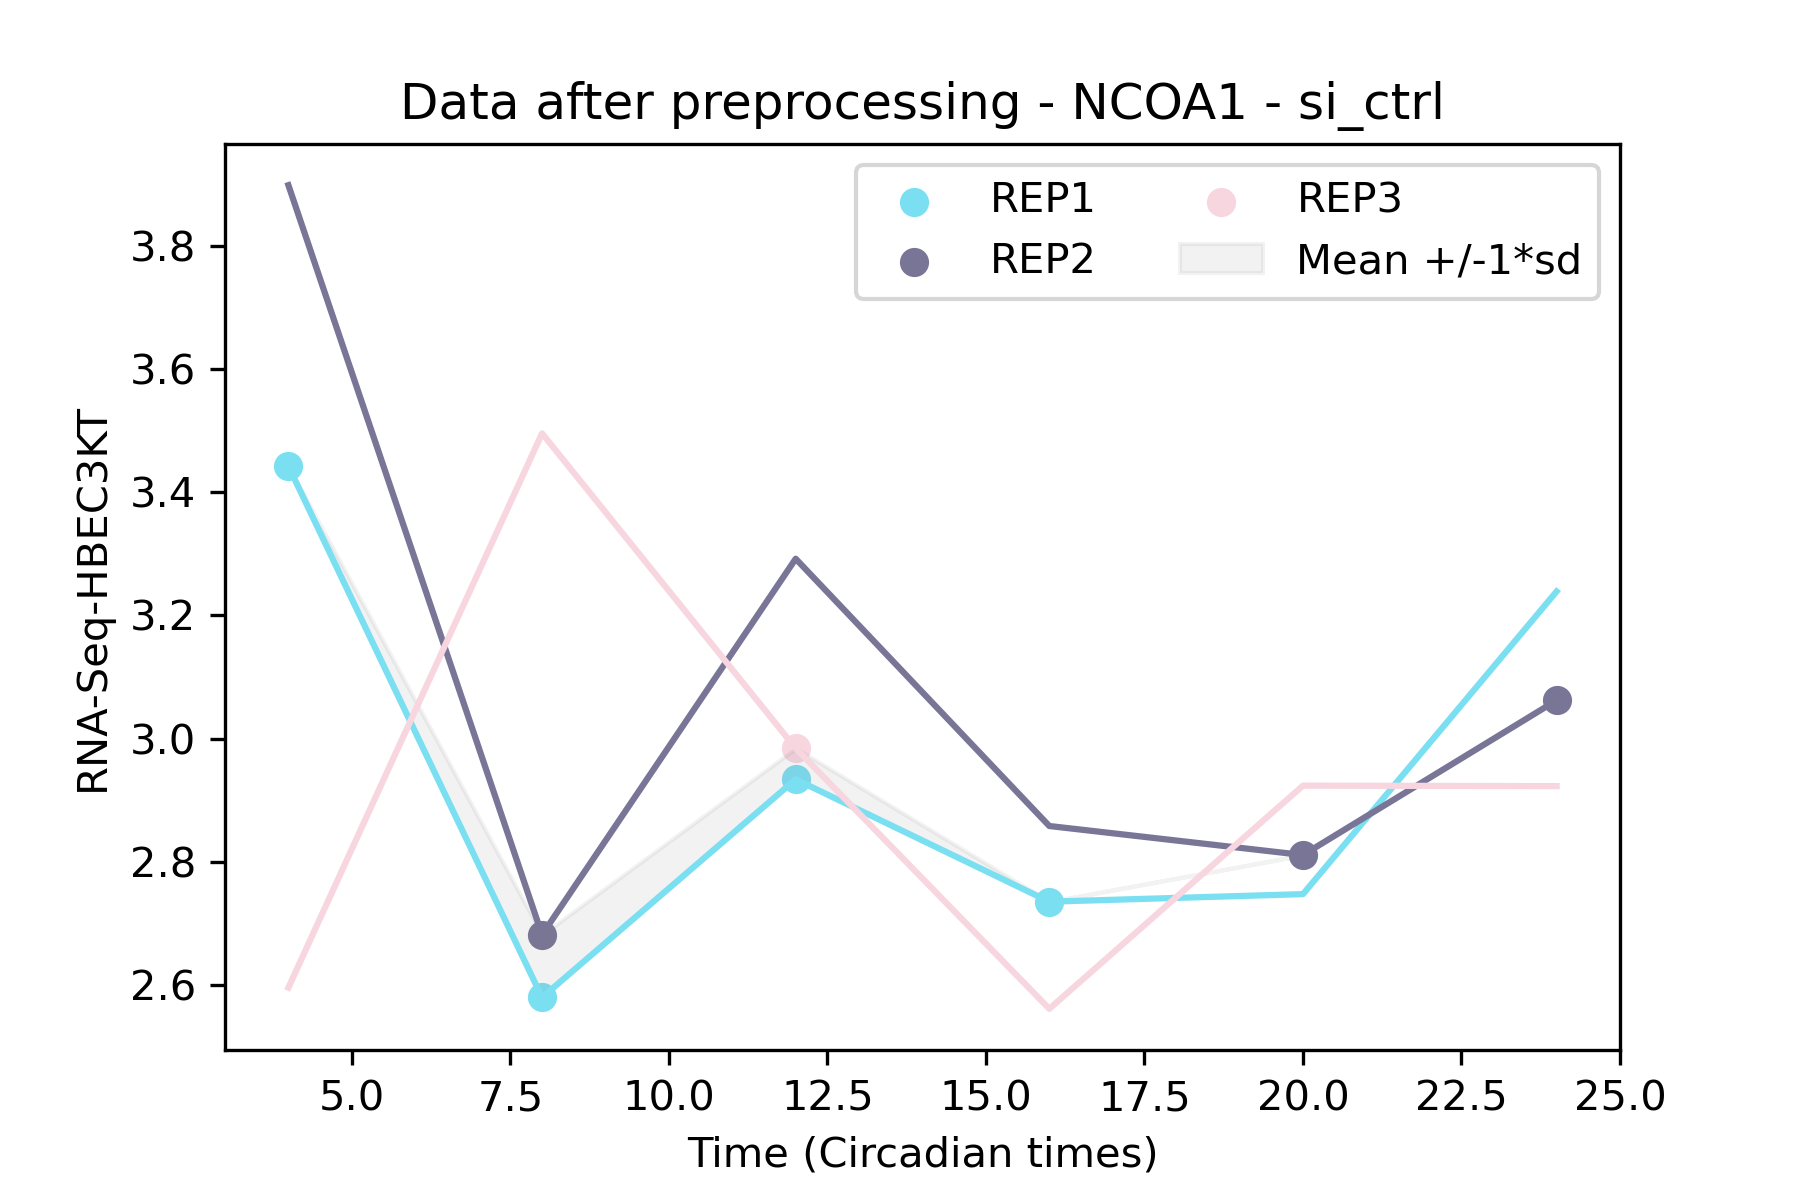 Data after preprocessing - NCOA1 - si_ctrl
REP1
REP2
REP3
Mean +/-1*sd
RNA-Seq-HBEC3KT
3.8
3.6
3.4
3.2
3.0
2.8
2.6
5.0 7.5 10.0 12.5 15.0 17.5 20.0 22.5 25.0
Time (Circadian times)